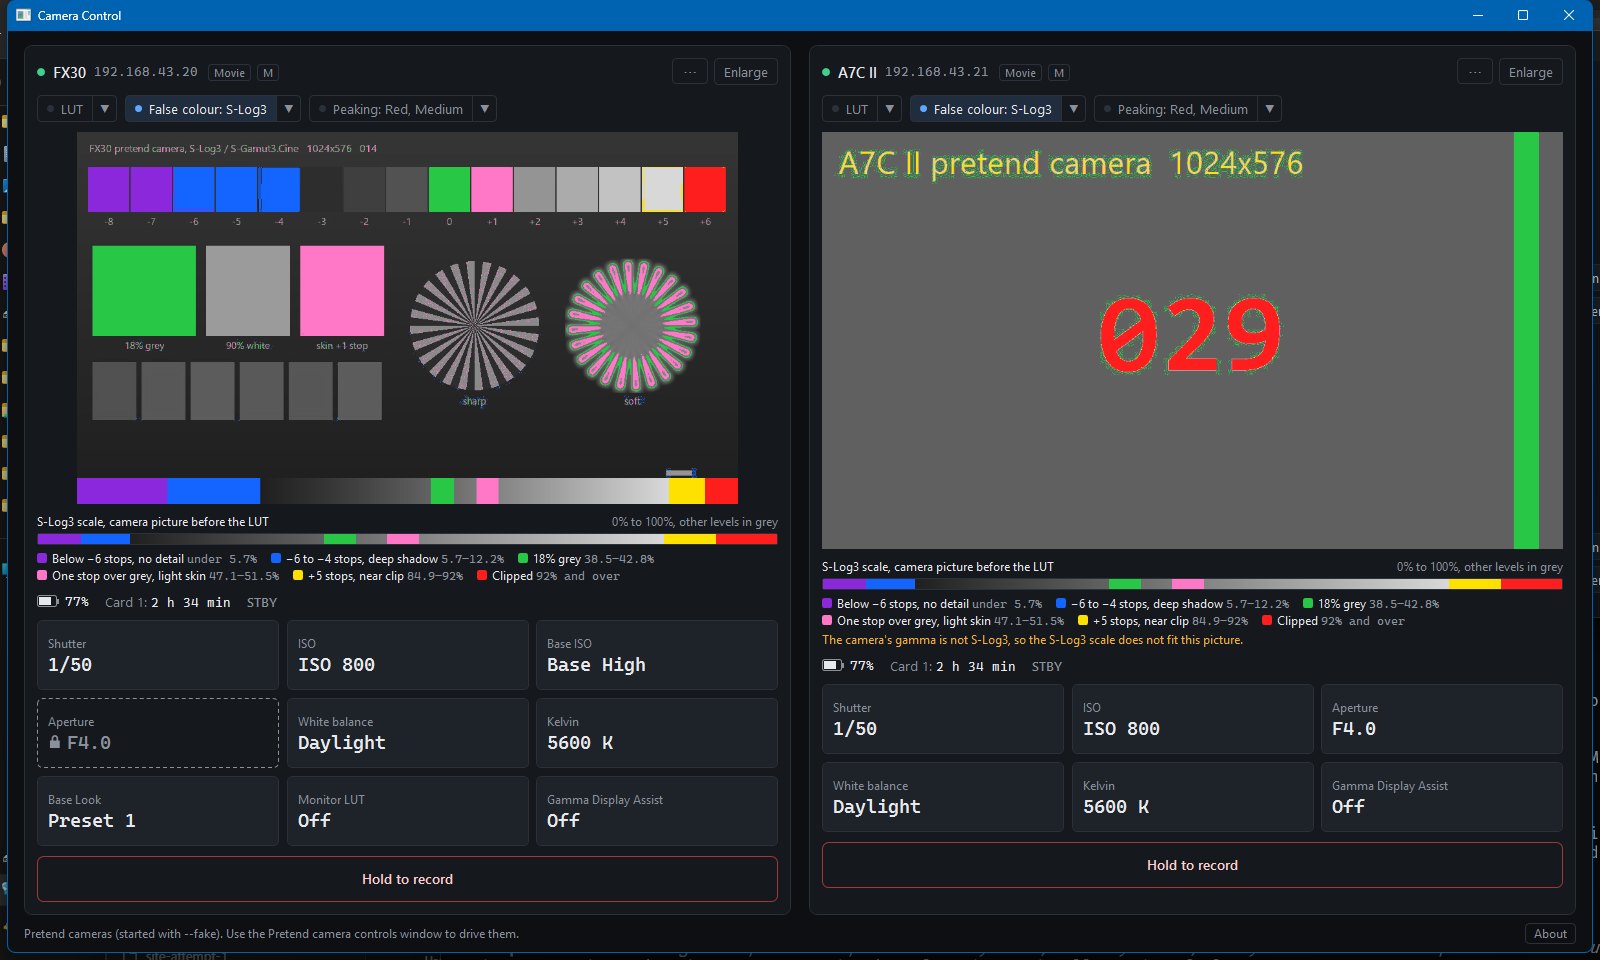 Camera Control
FX30 192.168.43.20 Movie M ... Enlarge
LUT False colour: S-Log3 Peaking: Red, Medium
FX30 pretend camera, S-Log3 / S-Gamut3.Cine 1024x576 014
-8 -7 -6 -5 -4 -3 -2 -1 0 +1 +2 +3 +4 +5 +6
18% grey 90% white skin +1 stop
sharp soft
S-Log3 scale, camera picture before the LUT 0% to 100%, other levels in grey
Below −6 stops, no detail under 5.7% −6 to −4 stops, deep shadow 5.7–12.2% 18% grey 38.5–42.8%
One stop over grey, light skin 47.1–51.5% +5 stops, near clip 84.9–92% Clipped 92% and over
77% Card 1: 2 h 34 min STBY
Shutter ISO Base ISO
1/50 ISO 800 Base High
Aperture White balance Kelvin
F4.0 Daylight 5600 K
Base Look Monitor LUT Gamma Display Assist
Preset 1 Off Off
Hold to record
A7C II 192.168.43.21 Movie M ... Enlarge
LUT False colour: S-Log3 Peaking: Red, Medium
A7C II pretend camera 1024x576
029
S-Log3 scale, camera picture before the LUT 0% to 100%, other levels in grey
Below −6 stops, no detail under 5.7% −6 to −4 stops, deep shadow 5.7–12.2% 18% grey 38.5–42.8%
One stop over grey, light skin 47.1–51.5% +5 stops, near clip 84.9–92% Clipped 92% and over
The camera's gamma is not S-Log3, so the S-Log3 scale does not fit this picture.
77% Card 1: 2 h 34 min STBY
Shutter ISO Aperture
1/50 ISO 800 F4.0
White balance Kelvin Gamma Display Assist
Daylight 5600 K Off
Hold to record
Pretend cameras (started with --fake). Use the Pretend camera controls window to drive them. About